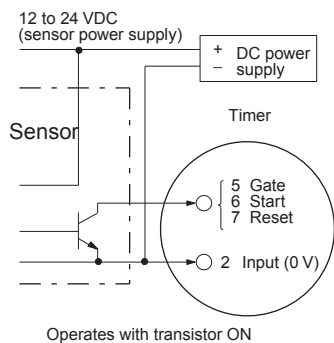 12 to 24 VDC
(sensor power supply)
+ DC power
− supply
Timer
Sensor
5 Gate
6 Start
7 Reset
2 Input (0 V)
Operates with transistor ON